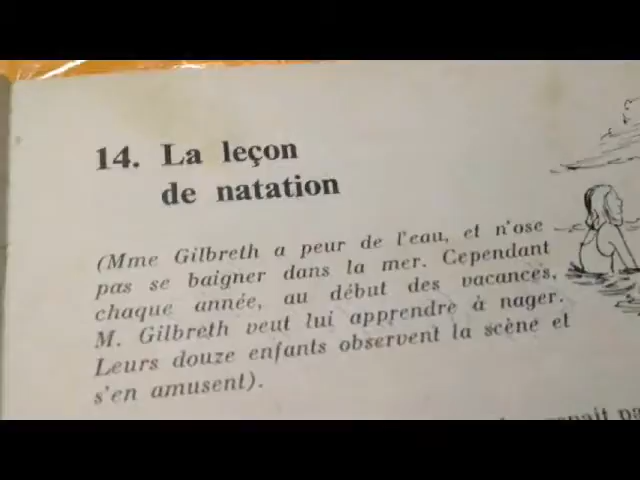 14. La leçon
de natation
(Mme Gilbreth a peur de l'eau, et n'ose
pas se baigner dans la mer. Cependant
chaque année, au début des vacances,
M. Gilbreth veut lui apprendre à nager.
Leurs douze enfants observent la scène et
s'en amusent).